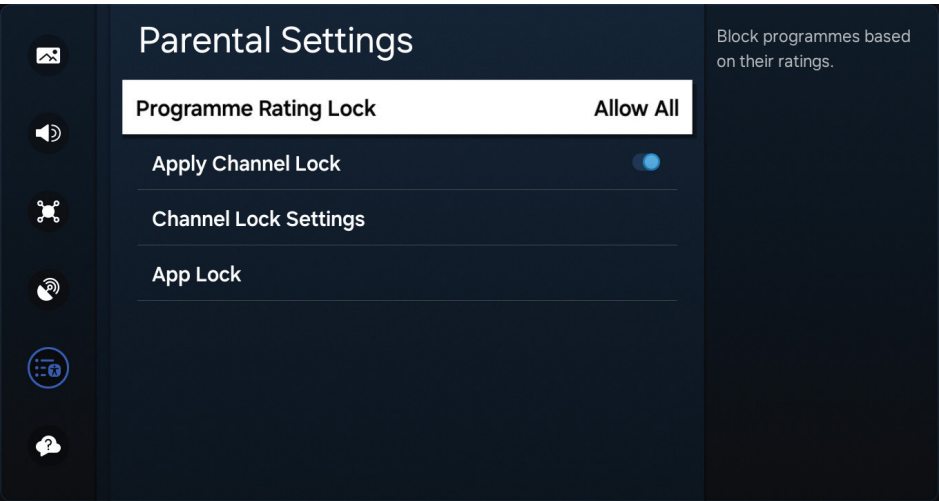 Parental Settings
Programme Rating Lock Allow All
Apply Channel Lock
Channel Lock Settings
App Lock
Block programmes based
on their ratings.